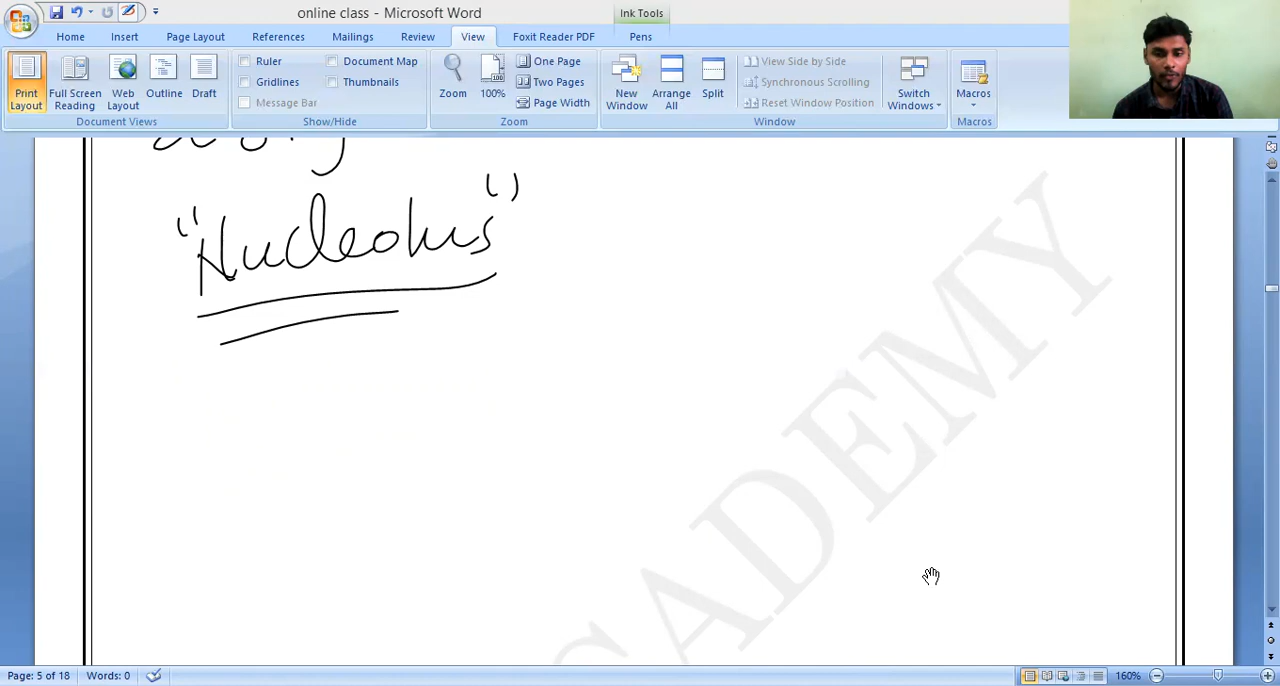 online class - Microsoft Word
Ink Tools
Home Insert Page Layout References Mailings Review View Foxit Reader PDF Pens
Print Layout
Full Screen Reading
Web Layout
Outline
Draft
Document Views
Ruler
Gridlines
Message Bar
Document Map
Thumbnails
Show/Hide
Zoom
100%
One Page
Two Pages
Page Width
Zoom
New Window
Arrange All
Split
View Side by Side
Synchronous Scrolling
Reset Window Position
Switch Windows
Window
Macros
Macros
"Nucleolus"
CADEMY
Page: 5 of 18 Words: 0 160%